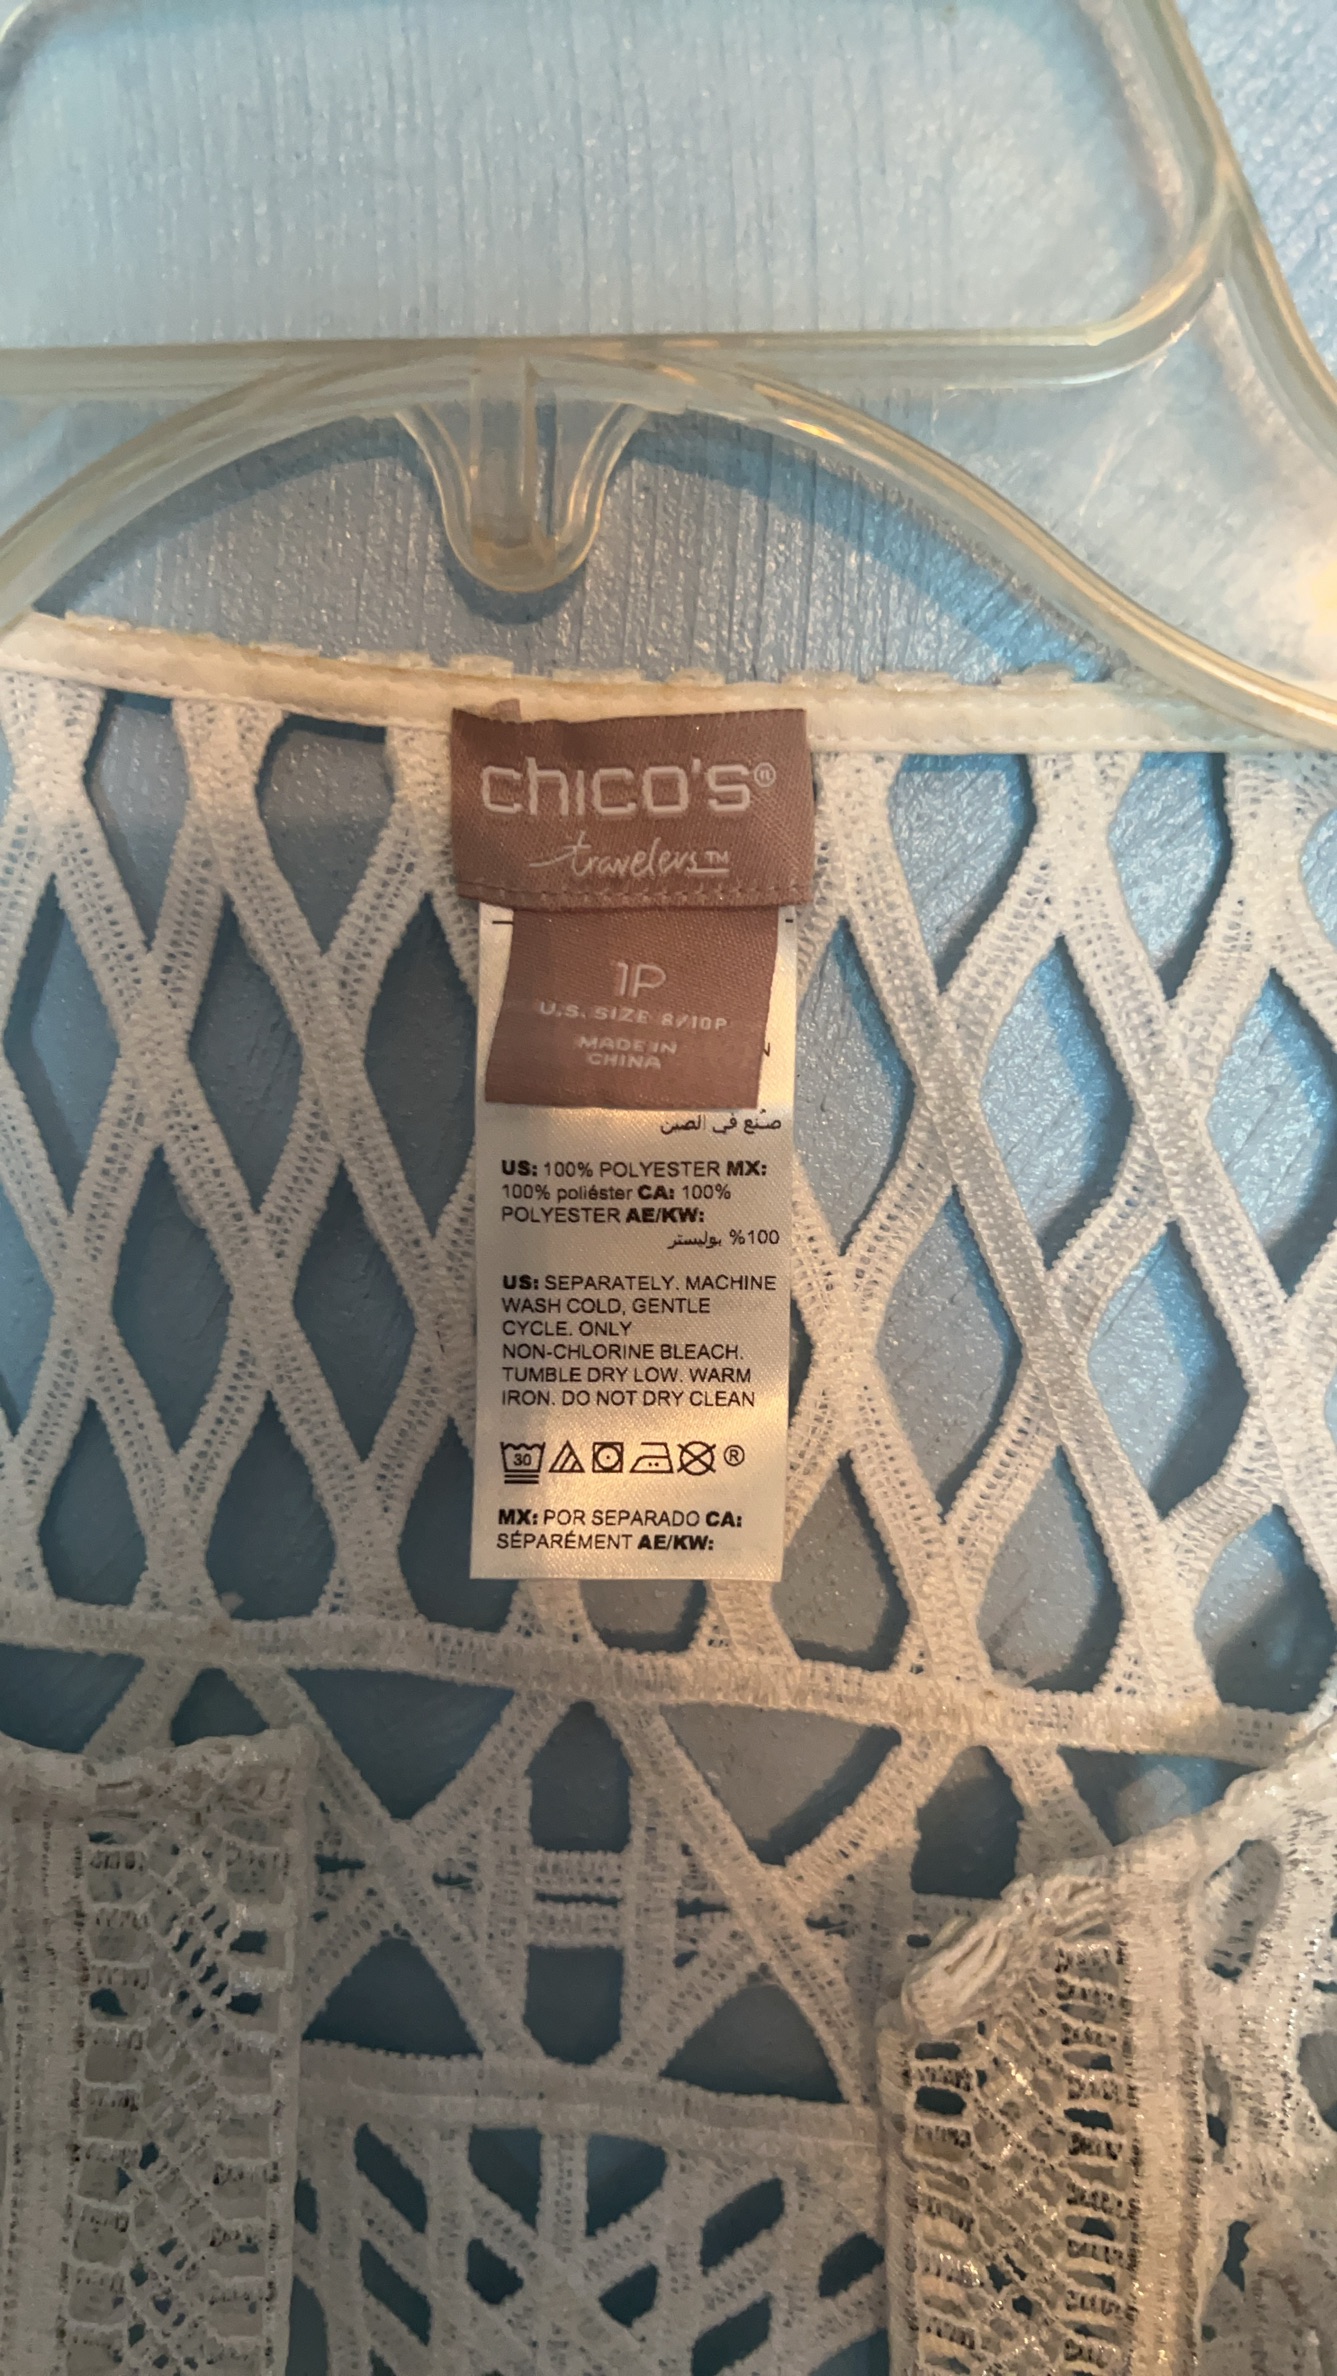 chico's®
travelers™
1P
U.S. SIZE 8/10P
MADE IN
CHINA
صُنع في الصين
US: 100% POLYESTER MX:
100% poliéster CA: 100%
POLYESTER AE/KW:
100% بوليستر
US: SEPARATELY. MACHINE
WASH COLD, GENTLE
CYCLE. ONLY
NON-CHLORINE BLEACH.
TUMBLE DRY LOW. WARM
IRON. DO NOT DRY CLEAN
30 ®
MX: POR SEPARADO CA:
SÉPARÉMENT AE/KW: